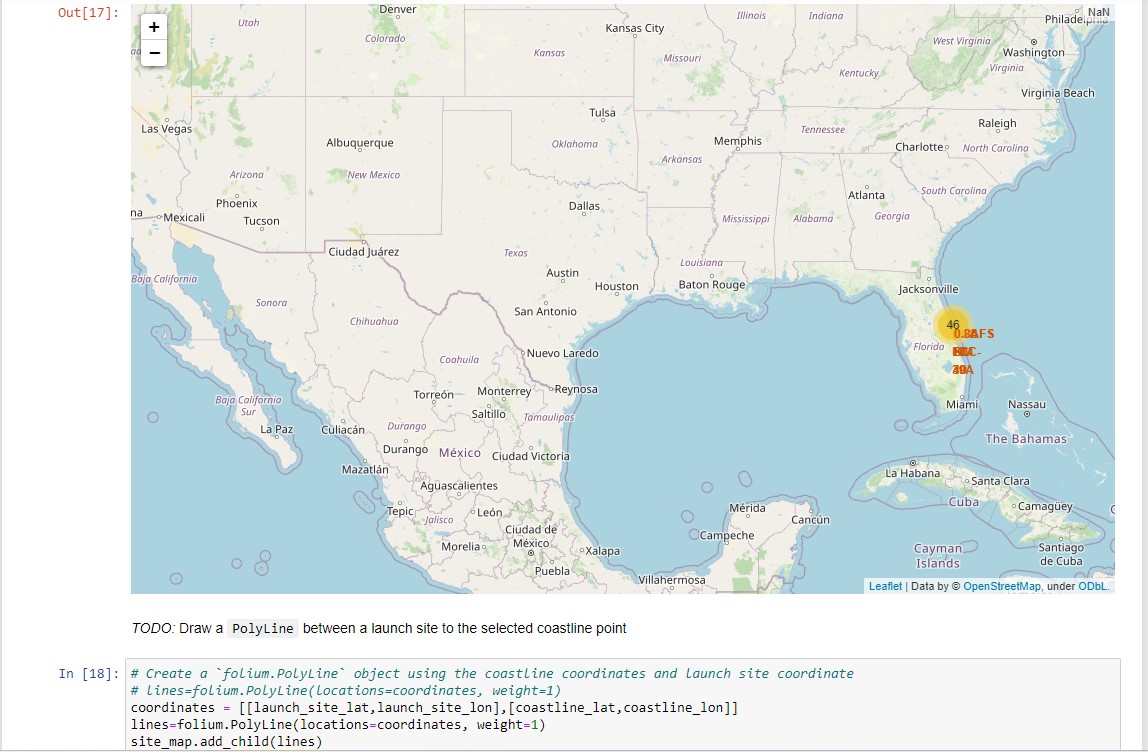 Out[17]:
+
−
NaN
Utah
Denver
Colorado
Kansas City
Kansas
Missouri
Illinois
Indiana
Philadelphia
West Virginia
Washington
Virginia
Kentucky
Virginia Beach
Las Vegas
Tulsa
Albuquerque
Oklahoma
Memphis
Tennessee
Raleigh
Charlotte
North Carolina
Arkansas
Arizona
New Mexico
Phoenix
Mexicali
Tucson
Dallas
Atlanta
South Carolina
Mississippi
Alabama
Georgia
Ciudad Juárez
Texas
Louisiana
Baja California
Austin
Houston
Baton Rouge
Jacksonville
Sonora
San Antonio
Chihuahua
46
Florida
Coahuila
Nuevo Laredo
Torreón
Monterrey
Reynosa
Baja California
Sur
Saltillo
Tamaulipas
Miami
Nassau
La Paz
Culiacán
Durango
Durango
México
Ciudad Victoria
The Bahamas
Mazatlán
La Habana
Santa Clara
Aguascalientes
Cuba
Camagüey
Tepic
León
Jalisco
Mérida
Cancún
Ciudad de
México
Campeche
Morelia
Xalapa
Cayman
Islands
Santiago
de Cuba
Puebla
Villahermosa
Leaflet | Data by © OpenStreetMap, under ODbL.
TODO: Draw a PolyLine between a launch site to the selected coastline point
In [18]:
# Create a `folium.PolyLine` object using the coastline coordinates and launch site coordinate
# lines=folium.PolyLine(locations=coordinates, weight=1)
coordinates = [[launch_site_lat,launch_site_lon],[coastline_lat,coastline_lon]]
lines=folium.PolyLine(locations=coordinates, weight=1)
site_map.add_child(lines)